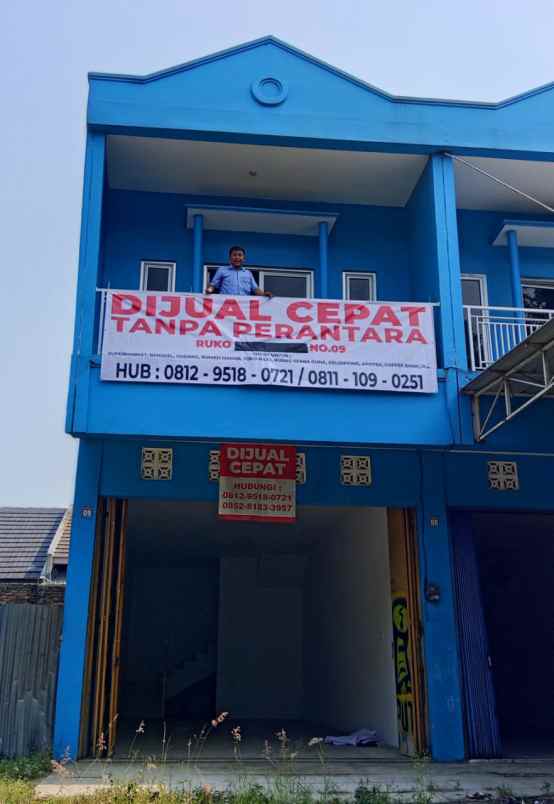 DIJUAL CEPAT
TANPA PERANTARA
RUKO NO.09
HUB : 0812 - 9518 - 0721 / 0811 - 109 - 0251
DIJUAL
CEPAT
HUBUNGI :
0812-9518-0721
0852-8183-3957
09